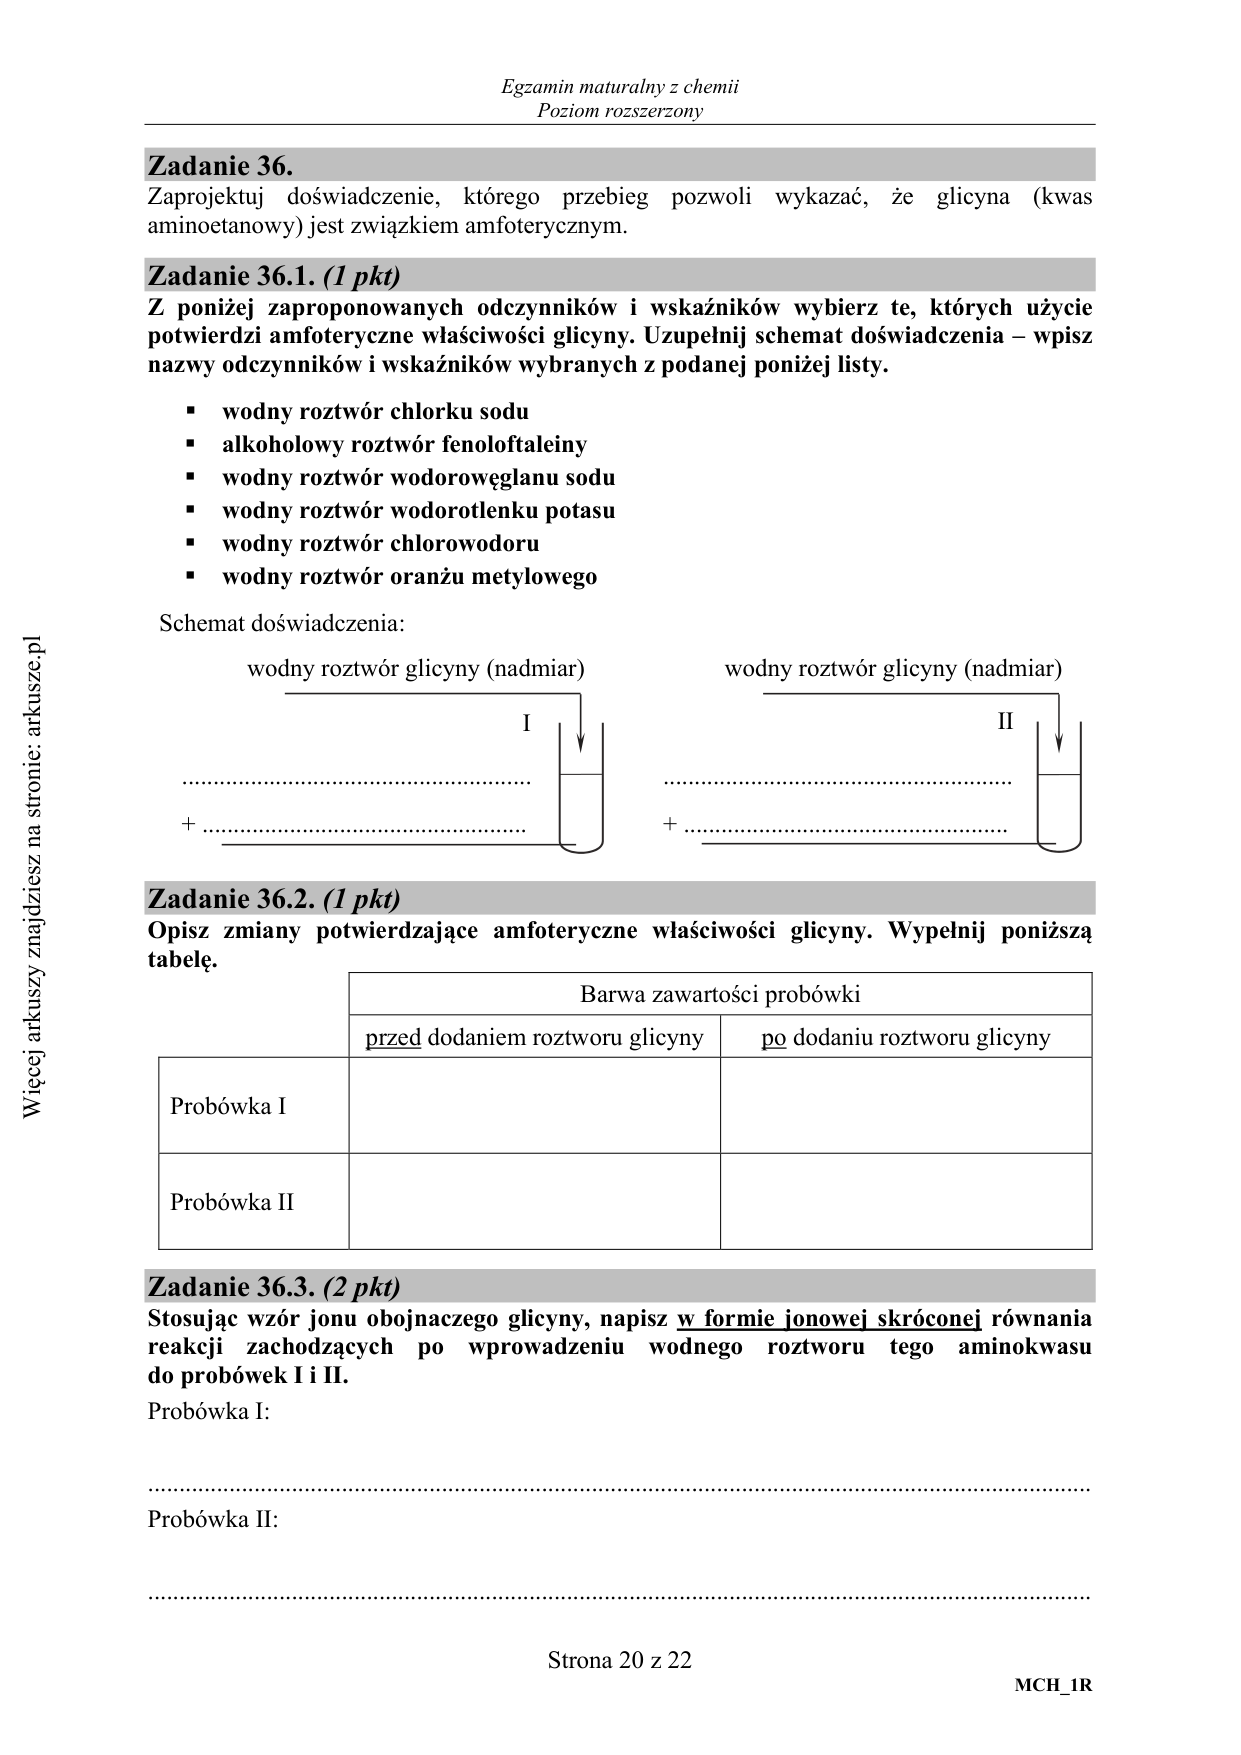 Egzamin maturalny z chemii
Poziom rozszerzony
Zadanie 36.
Zaprojektuj doświadczenie, którego przebieg pozwoli wykazać, że glicyna (kwas
aminoetanowy) jest związkiem amfoterycznym.
Zadanie 36.1. (1 pkt)
Z poniżej zaproponowanych odczynników i wskaźników wybierz te, których użycie
potwierdzi amfoteryczne właściwości glicyny. Uzupełnij schemat doświadczenia – wpisz
nazwy odczynników i wskaźników wybranych z podanej poniżej listy.
▪ wodny roztwór chlorku sodu
▪ alkoholowy roztwór fenoloftaleiny
▪ wodny roztwór wodorowęglanu sodu
▪ wodny roztwór wodorotlenku potasu
▪ wodny roztwór chlorowodoru
▪ wodny roztwór oranżu metylowego
Schemat doświadczenia:
wodny roztwór glicyny (nadmiar) wodny roztwór glicyny (nadmiar)
I II
........................................................ ........................................................
+ .................................................... + ....................................................
Zadanie 36.2. (1 pkt)
Opisz zmiany potwierdzające amfoteryczne właściwości glicyny. Wypełnij poniższą
tabelę.
Barwa zawartości probówki
przed dodaniem roztworu glicyny po dodaniu roztworu glicyny
Probówka I
Probówka II
Zadanie 36.3. (2 pkt)
Stosując wzór jonu obojnaczego glicyny, napisz w formie jonowej skróconej równania
reakcji zachodzących po wprowadzeniu wodnego roztworu tego aminokwasu
do probówek I i II.
Probówka I:
.......................................................................................................................................................
Probówka II:
.......................................................................................................................................................
Strona 20 z 22
MCH_1R
Więcej arkuszy znajdziesz na stronie: arkusze.pl